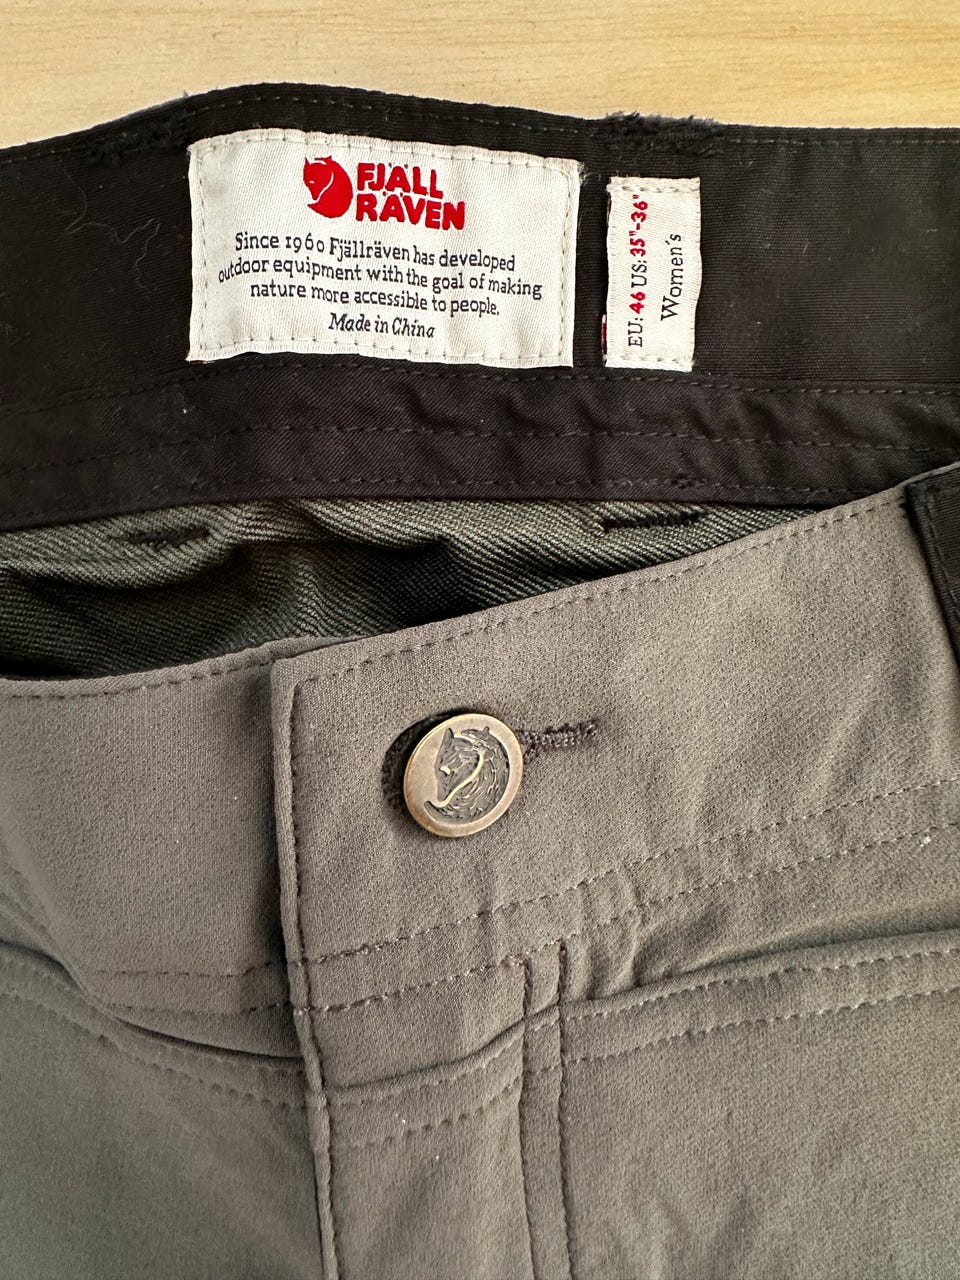 FJÄLL
RÄVEN
Since 1960 Fjällräven has developed
outdoor equipment with the goal of making
nature more accessible to people.
Made in China
EU: 46 US: 35"-36"
Women's